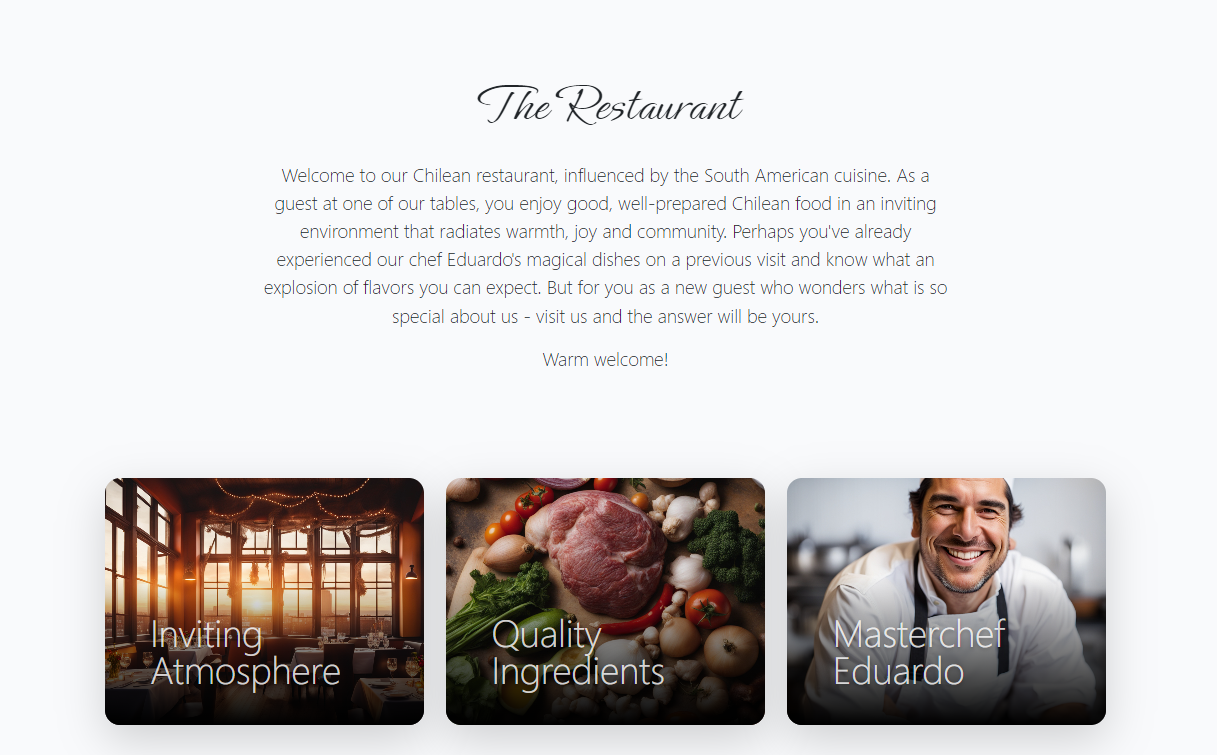 The Restaurant
Welcome to our Chilean restaurant, influenced by the South American cuisine. As a
guest at one of our tables, you enjoy good, well-prepared Chilean food in an inviting
environment that radiates warmth, joy and community. Perhaps you've already
experienced our chef Eduardo's magical dishes on a previous visit and know what an
explosion of flavors you can expect. But for you as a new guest who wonders what is so
special about us - visit us and the answer will be yours.
Warm welcome!
Inviting
Atmosphere
Quality
Ingredients
Masterchef
Eduardo